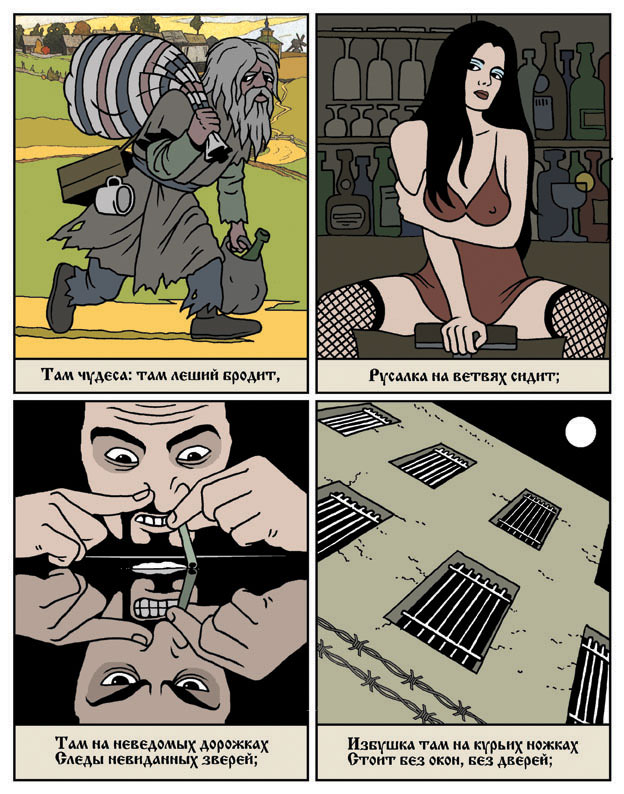 Там чудеса: там леший бродит,
Русалка на ветвях сидит;
Там на неведомых дорожках
Следы невиданных зверей;
Избушка там на курьих ножках
Стоит без окон, без дверей;